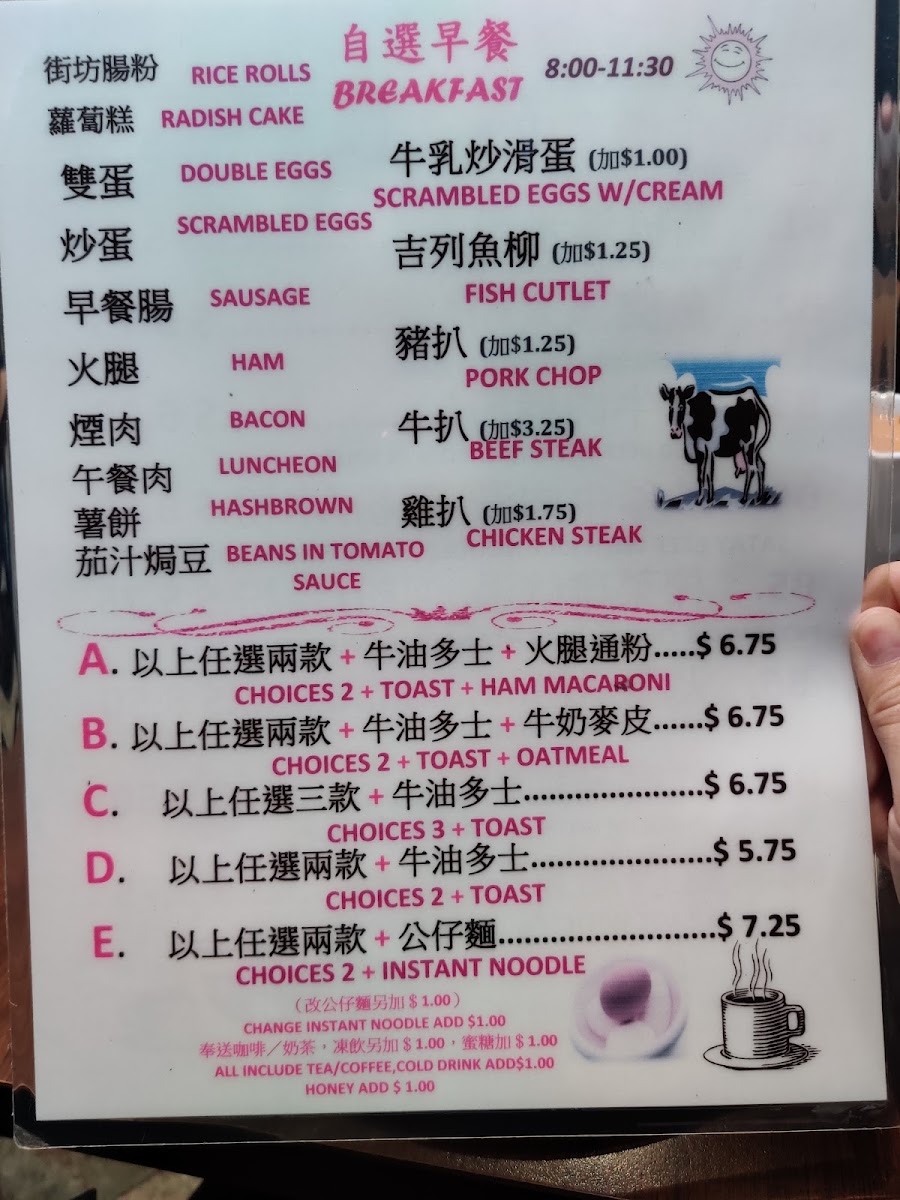 自選早餐
BREAKFAST
8:00-11:30
街坊腸粉 RICE ROLLS
蘿蔔糕 RADISH CAKE
雙蛋 DOUBLE EGGS
炒蛋 SCRAMBLED EGGS
早餐腸 SAUSAGE
火腿 HAM
煙肉 BACON
午餐肉 LUNCHEON
薯餅 HASHBROWN
茄汁焗豆 BEANS IN TOMATO
SAUCE
牛乳炒滑蛋 (加$1.00)
SCRAMBLED EGGS W/CREAM
吉列魚柳 (加$1.25)
FISH CUTLET
豬扒 (加$1.25)
PORK CHOP
牛扒 (加$3.25)
BEEF STEAK
雞扒 (加$1.75)
CHICKEN STEAK
A. 以上任選兩款 + 牛油多士 + 火腿通粉.....$ 6.75
CHOICES 2 + TOAST + HAM MACARONI
B. 以上任選兩款 + 牛油多士 + 牛奶麥皮......$ 6.75
CHOICES 2 + TOAST + OATMEAL
C. 以上任選三款 + 牛油多士.....................$ 6.75
CHOICES 3 + TOAST
D. 以上任選兩款 + 牛油多士.....................$ 5.75
CHOICES 2 + TOAST
E. 以上任選兩款 + 公仔麵.........................$ 7.25
CHOICES 2 + INSTANT NOODLE
（改公仔麵另加 $ 1.00）
CHANGE INSTANT NOODLE ADD $1.00
奉送咖啡／奶茶，凍飲另加 $ 1.00，蜜糖加 $ 1.00
ALL INCLUDE TEA/COFFEE,COLD DRINK ADD$1.00
HONEY ADD $ 1.00